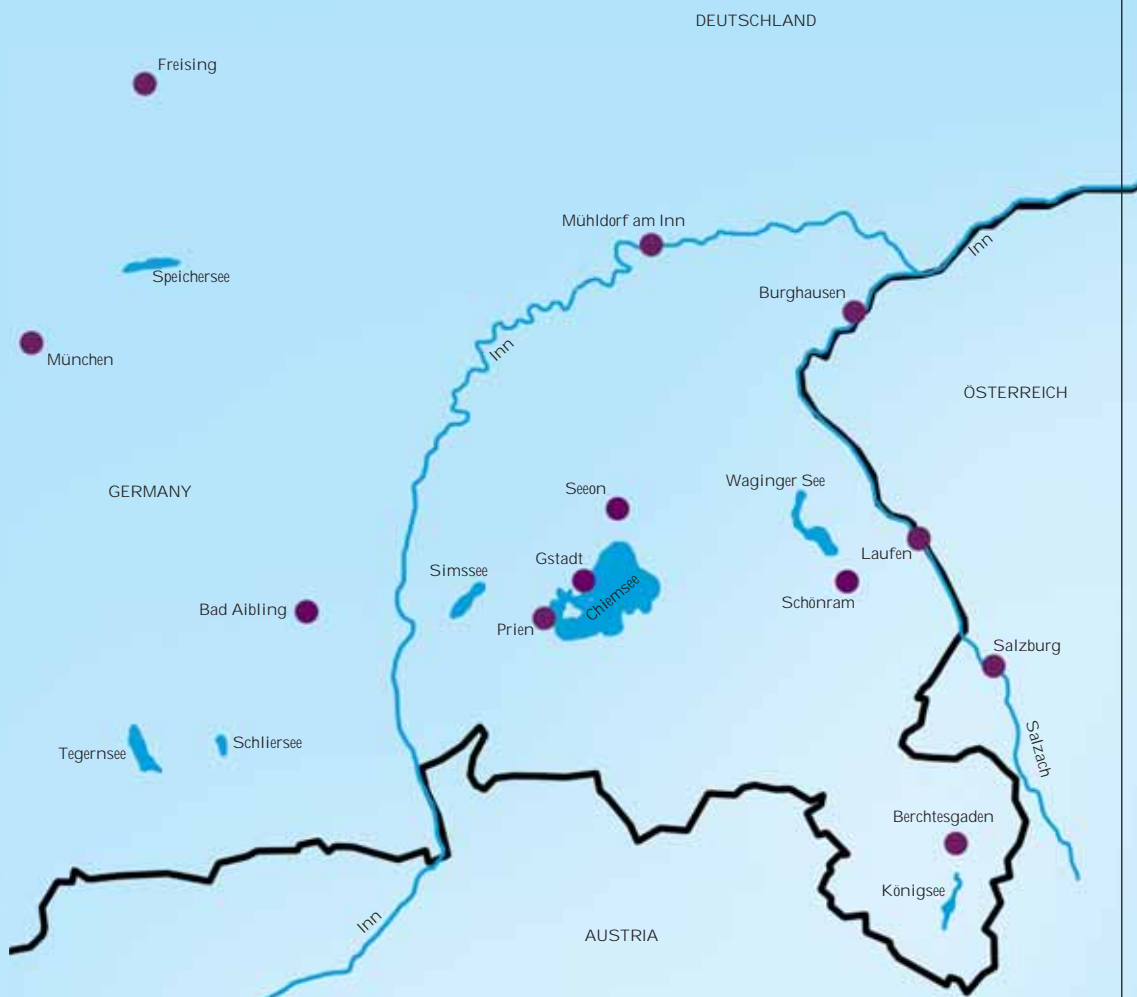 DEUTSCHLAND
Freising
Mühldorf am Inn
Inn
Speichersee
Burghausen
Inn
München
ÖSTERREICH
Waginger See
GERMANY
Seeon
Gstadt
Laufen
Simssee
Chiemsee
Schönram
Bad Aibling
Prien
Salzburg
Schliersee
Tegernsee
Salzach
Berchtesgaden
Königsee
Inn
AUSTRIA